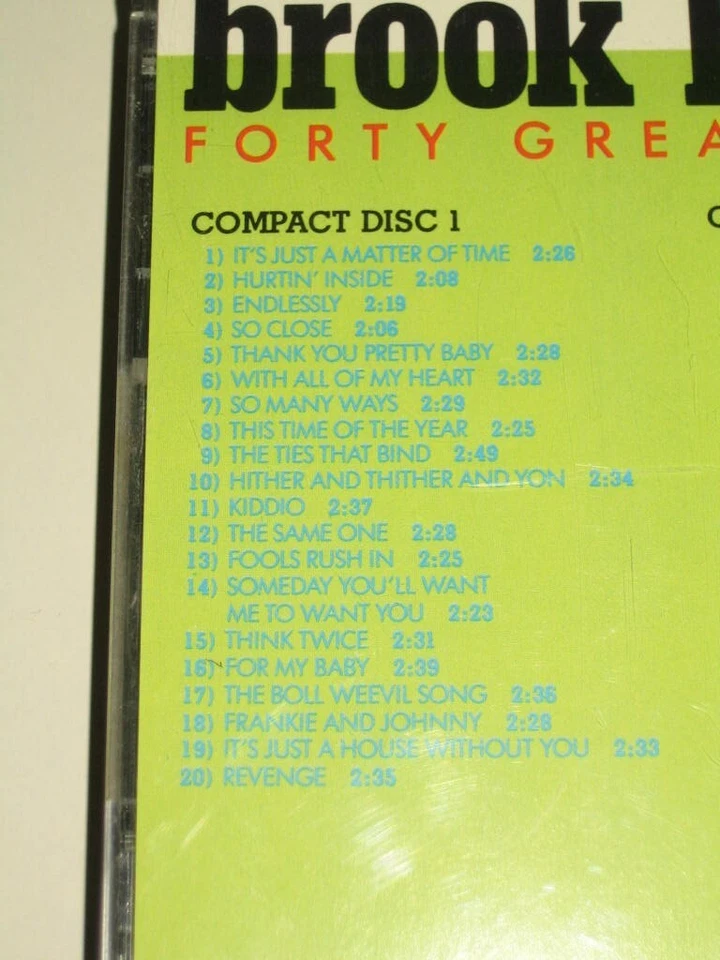 brook
FORTY GREA
COMPACT DISC 1
1) IT'S JUST A MATTER OF TIME 2:26
2) HURTIN' INSIDE 2:08
3) ENDLESSLY 2:19
4) SO CLOSE 2:06
5) THANK YOU PRETTY BABY 2:28
6) WITH ALL OF MY HEART 2:32
7) SO MANY WAYS 2:29
8) THIS TIME OF THE YEAR 2:25
9) THE TIES THAT BIND 2:49
10) HITHER AND THITHER AND YON 2:34
11) KIDDIO 2:37
12) THE SAME ONE 2:28
13) FOOLS RUSH IN 2:25
14) SOMEDAY YOU'LL WANT
ME TO WANT YOU 2:23
15) THINK TWICE 2:31
16) FOR MY BABY 2:39
17) THE BOLL WEEVIL SONG 2:36
18) FRANKIE AND JOHNNY 2:28
19) IT'S JUST A HOUSE WITHOUT YOU 2:33
20) REVENGE 2:35